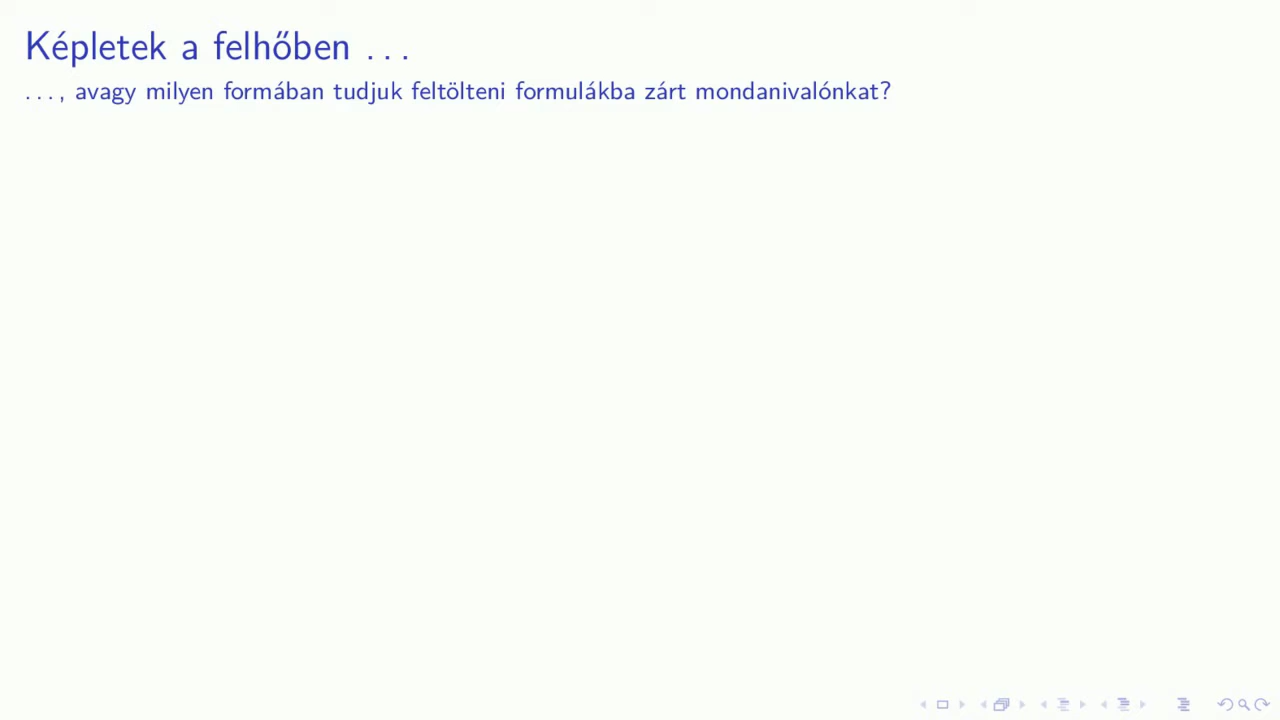 Képletek a felhőben . . .
. . . , avagy milyen formában tudjuk feltölteni formulákba zárt mondanivalónkat?